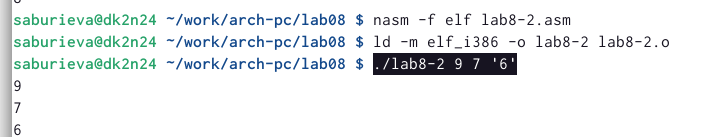 saburieva@dk2n24 ~/work/arch-pc/lab08 $ nasm -f elf lab8-2.asm
saburieva@dk2n24 ~/work/arch-pc/lab08 $ ld -m elf_i386 -o lab8-2 lab8-2.o
saburieva@dk2n24 ~/work/arch-pc/lab08 $ ./lab8-2 9 7 '6'
9
7
6